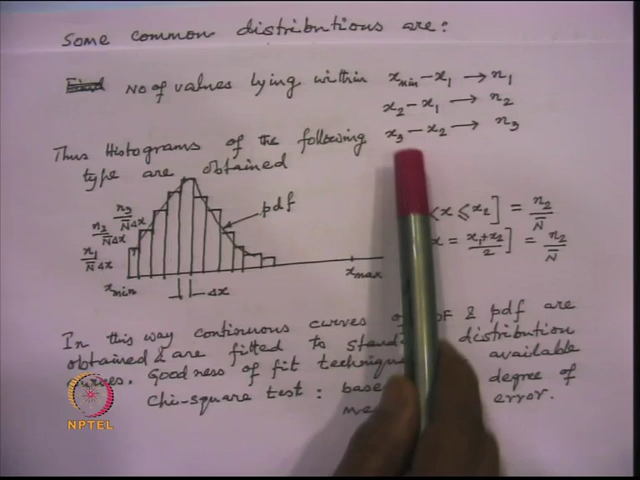 Some common distributions are:
No of values lying within x_min - x_1 → n_1
x_2 - x_1 → n_2
x_3 - x_2 → n_3
Thus Histograms of the following
type are obtained
n_3/N̄Δx
n_2/N̄Δx
n_1/N̄Δx
pdf
x_min
Δx
x_max
< x ⩽ x_2] = n_2/N̄
x = (x_1+x_2)/2] = n_2/N̄
In this way continuous curves of & pdf are
obtained & are fitted to distribution
curves. Goodness of fit available
Chi-square test: degree of
error.
NPTEL